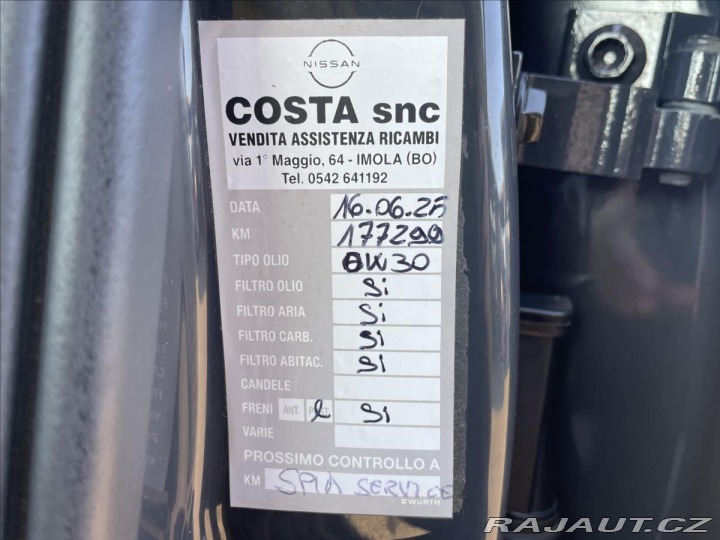 NISSAN
COSTA snc
VENDITA ASSISTENZA RICAMBI
via 1° Maggio, 64 - IMOLA (BO)
Tel. 0542 641192
DATA 16.06.25
KM 177299
TIPO OLIO 0W30
FILTRO OLIO Si
FILTRO ARIA Si
FILTRO CARB. Si
FILTRO ABITAC. Si
CANDELE
FRENI ANT. e POST. Si
VARIE
PROSSIMO CONTROLLO A
KM SPIA SERVICE
WÜRTH
RAJAUT.CZ